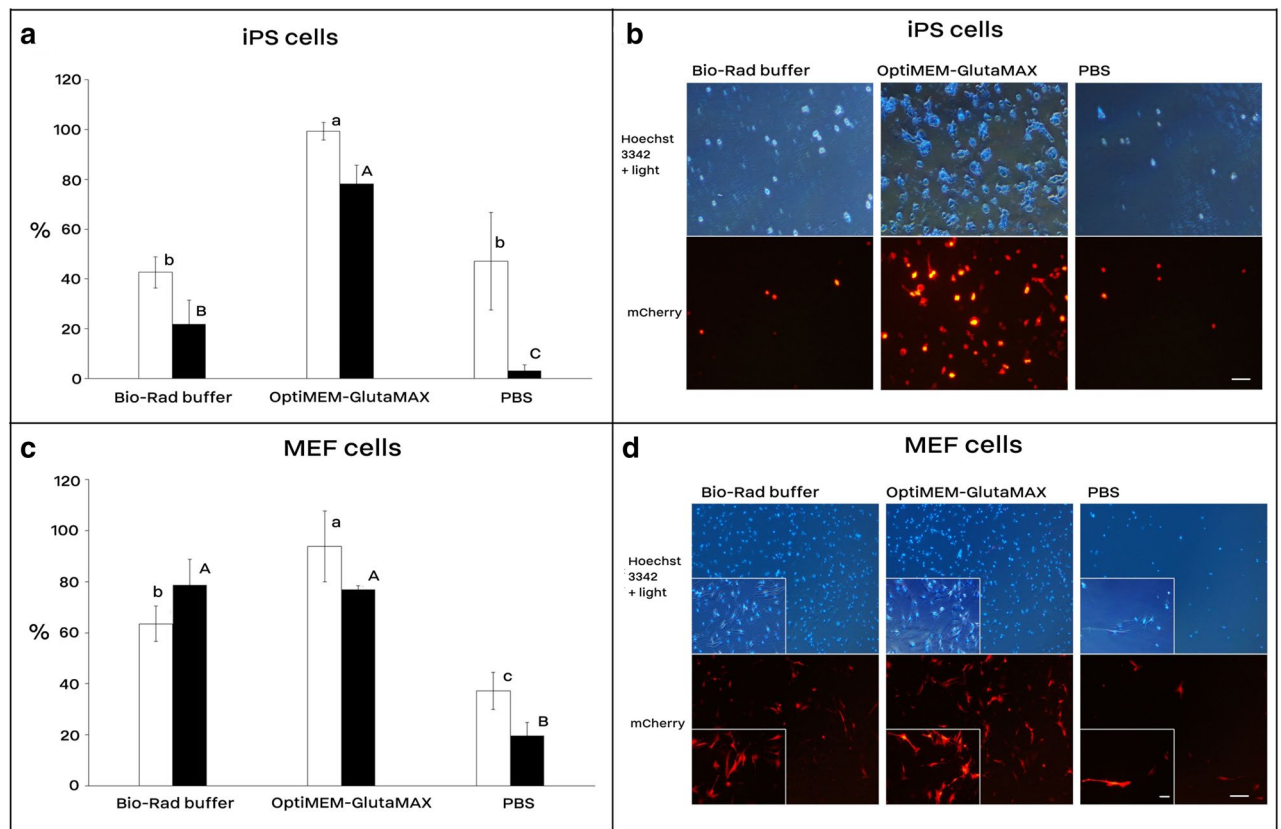 a
iPS cells
120
100
80
60
40
20
0
%
b
B
a
A
b
C
Bio-Rad buffer
OptiMEM-GlutaMAX
PBS
b
iPS cells
Bio-Rad buffer
OptiMEM-GlutaMAX
PBS
Hoechst
3342
+ light
mCherry
c
MEF cells
120
100
80
60
40
20
0
%
b
A
a
A
c
B
Bio-Rad buffer
OptiMEM-GlutaMAX
PBS
d
MEF cells
Bio-Rad buffer
OptiMEM-GlutaMAX
PBS
Hoechst
3342
+ light
mCherry